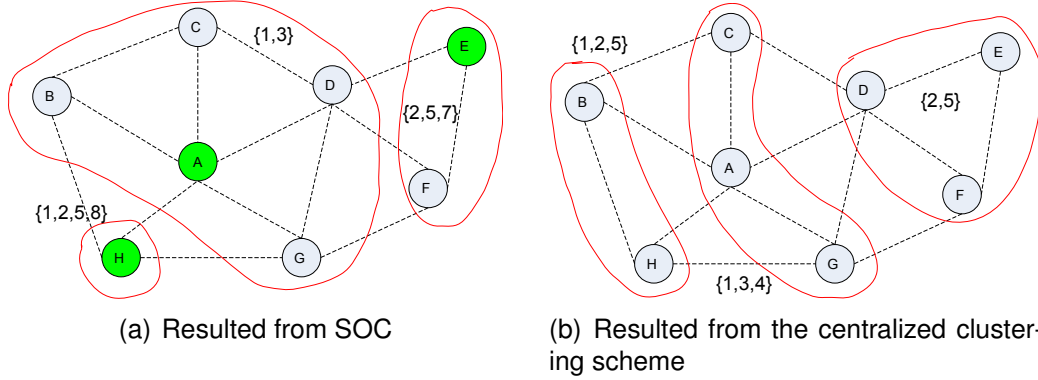 C
{1,3}
E
B
D
{2,5,7}
A
F
{1,2,5,8}
H
G
(a) Resulted from SOC
C
{1,2,5}
E
B
D
{2,5}
A
F
H
G
{1,3,4}
(b) Resulted from the centralized cluster-
ing scheme